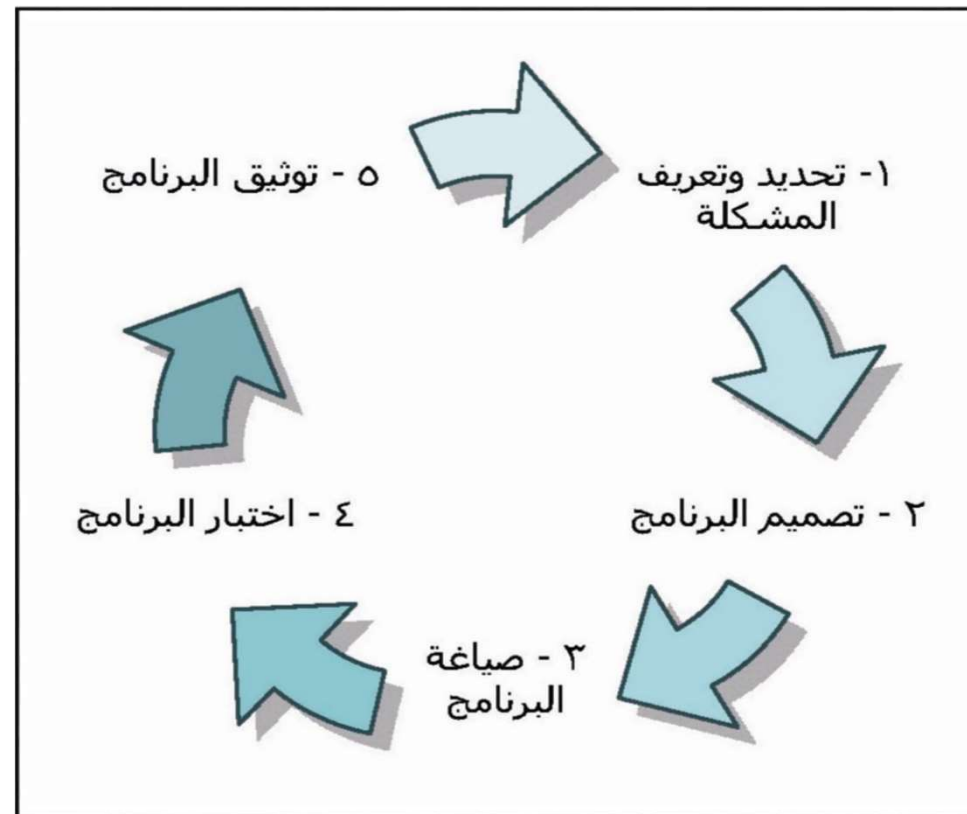 ١- تحديد وتعريف
المشكلة
٢ - تصميم البرنامج
٣ - صياغة
البرنامج
٤ - اختبار البرنامج
٥ - توثيق البرنامج